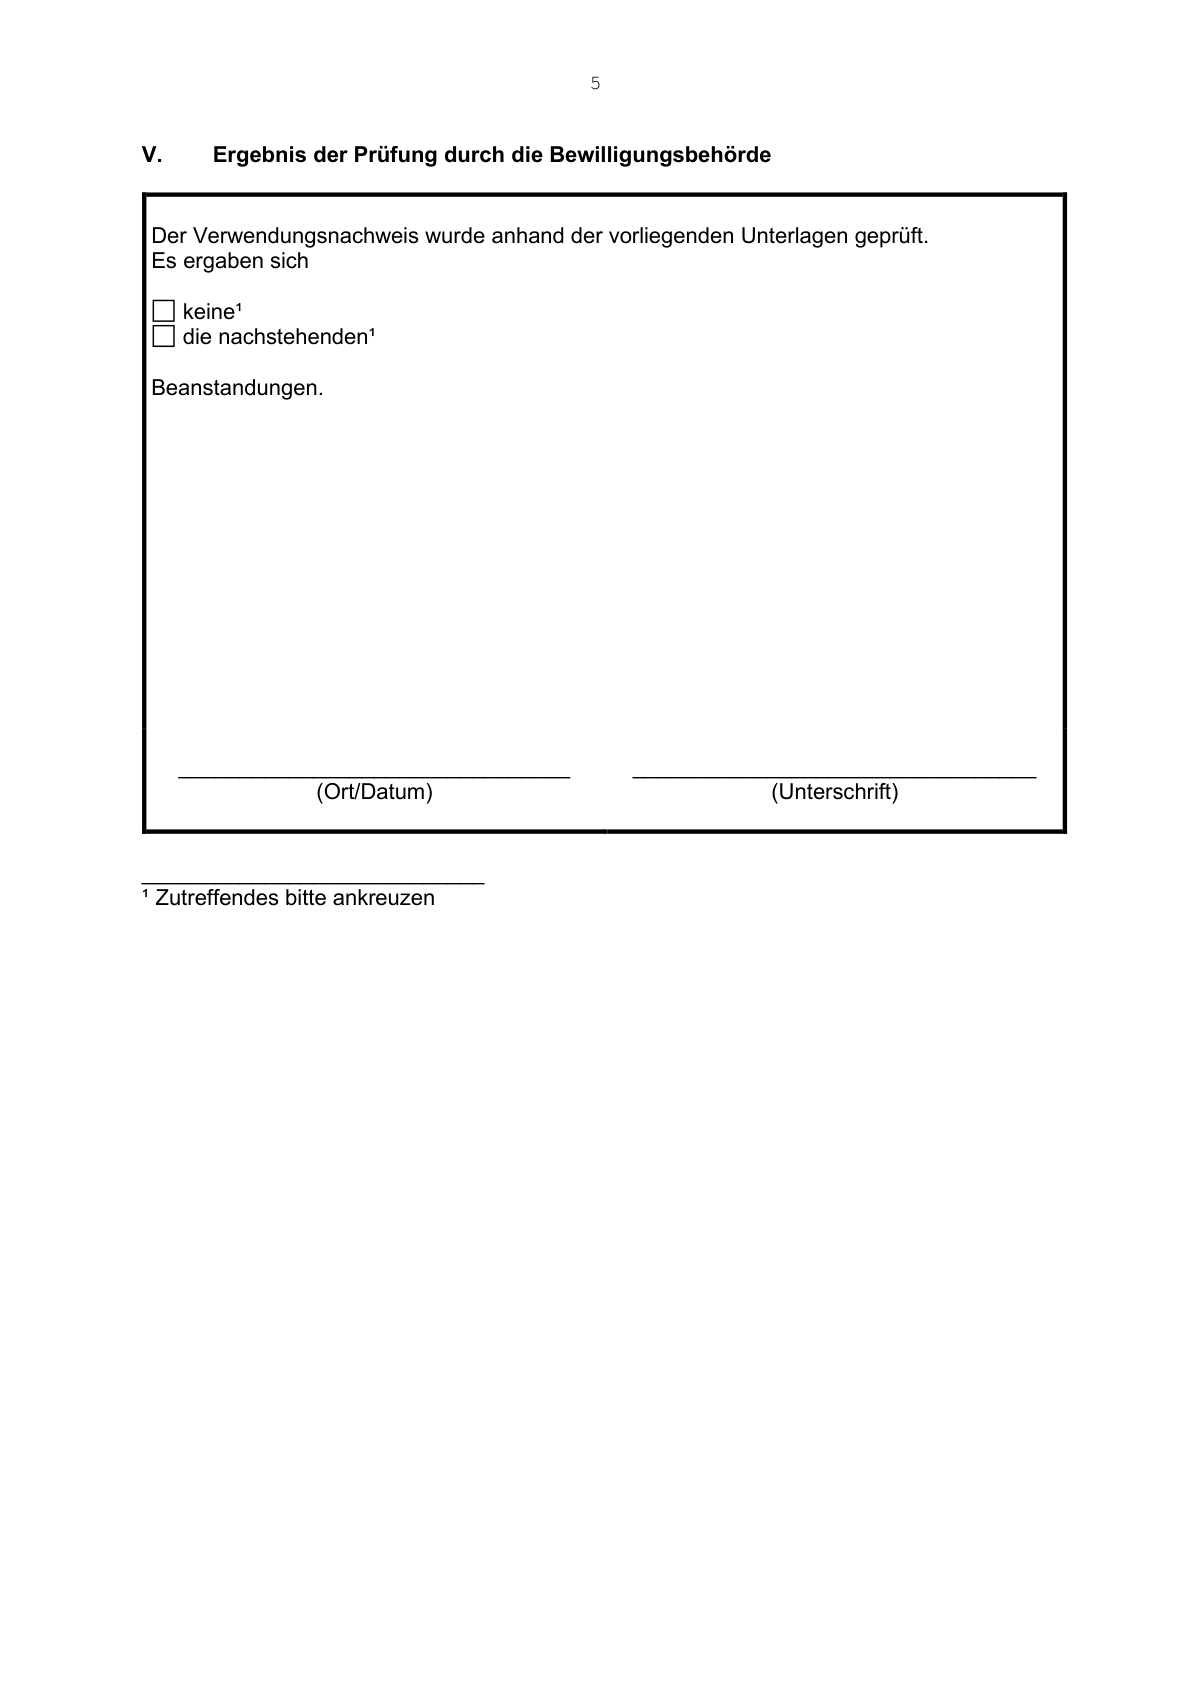 5
V. Ergebnis der Prüfung durch die Bewilligungsbehörde
Der Verwendungsnachweis wurde anhand der vorliegenden Unterlagen geprüft.
Es ergaben sich
☐ keine¹
☐ die nachstehenden¹
Beanstandungen.
(Ort/Datum) (Unterschrift)
¹ Zutreffendes bitte ankreuzen